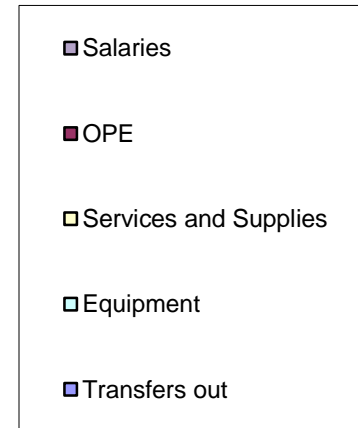 Salaries
OPE
Services and Supplies
Equipment
Transfers out